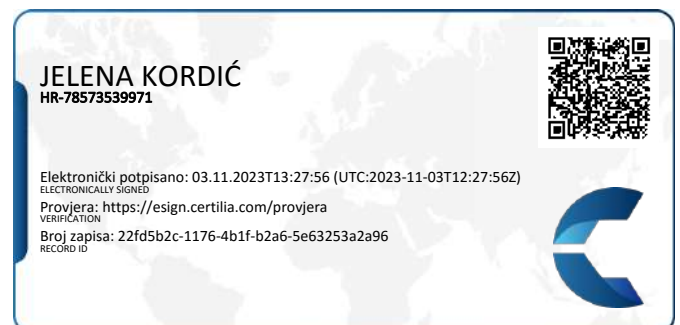 JELENA KORDIĆ
HR-78573539971
Elektronički potpisano: 03.11.2023T13:27:56 (UTC:2023-11-03T12:27:56Z)
ELECTRONICALLY SIGNED
Provjera: https://esign.certilia.com/provjera
VERIFICATION
Broj zapisa: 22fd5b2c-1176-4b1f-b2a6-5e63253a2a96
RECORD ID